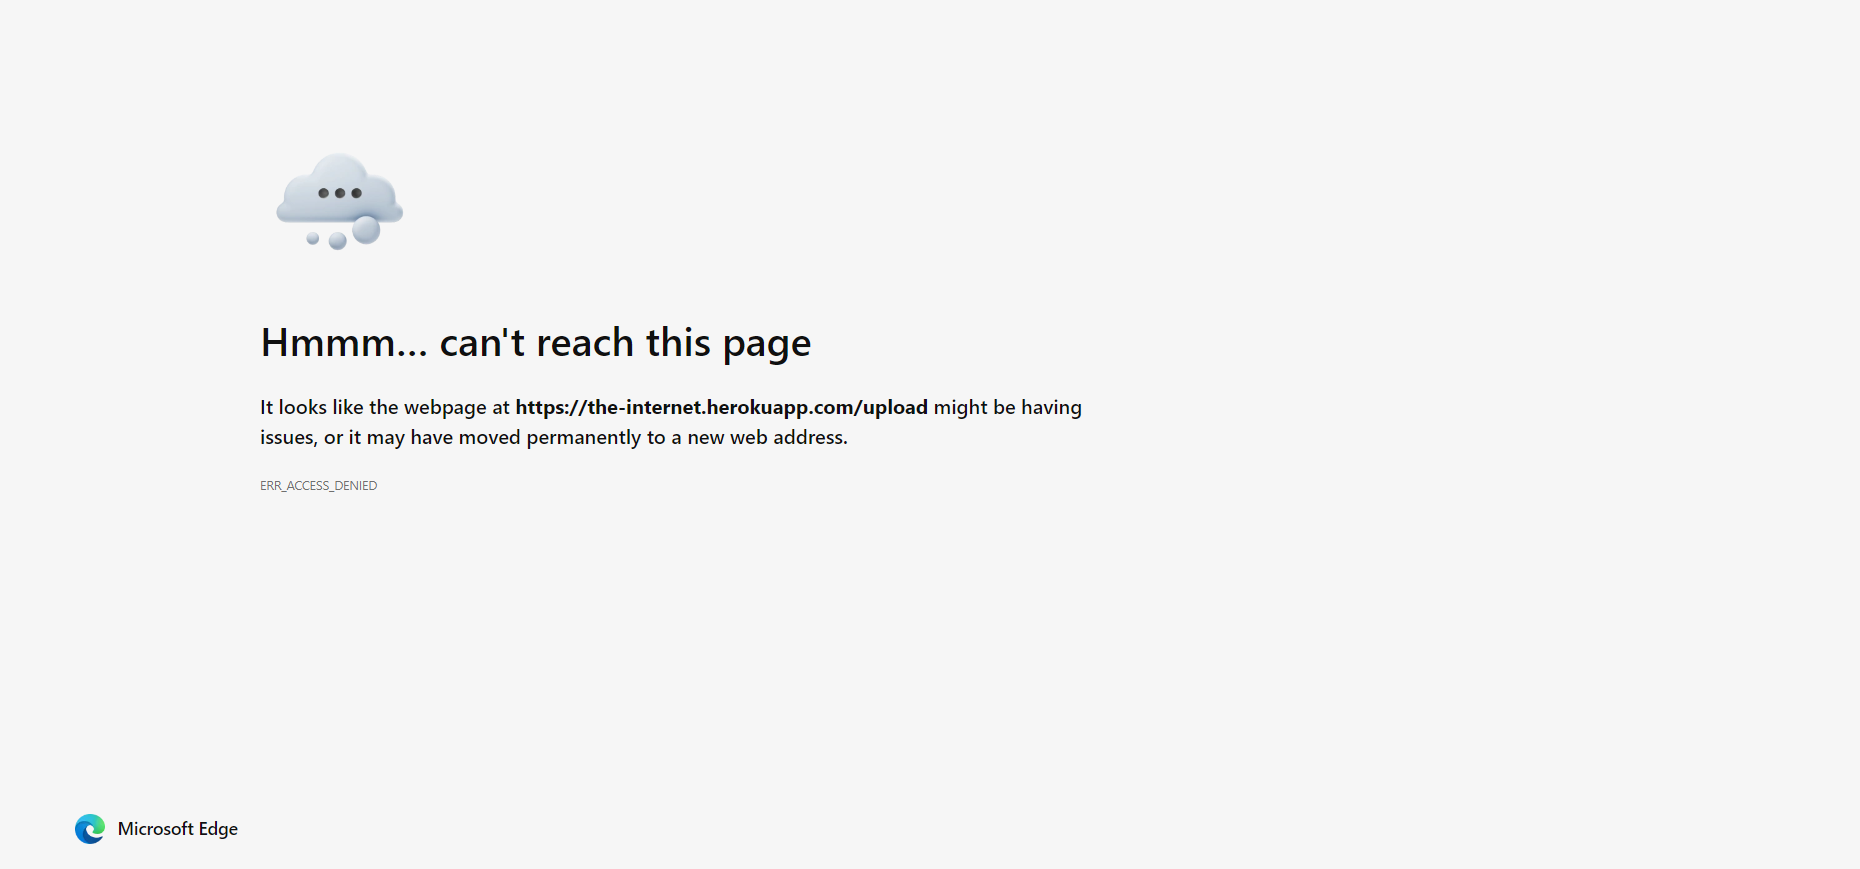 Hmmm... can't reach this page
It looks like the webpage at https://the-internet.herokuapp.com/upload might be having
issues, or it may have moved permanently to a new web address.
ERR_ACCESS_DENIED
Microsoft Edge